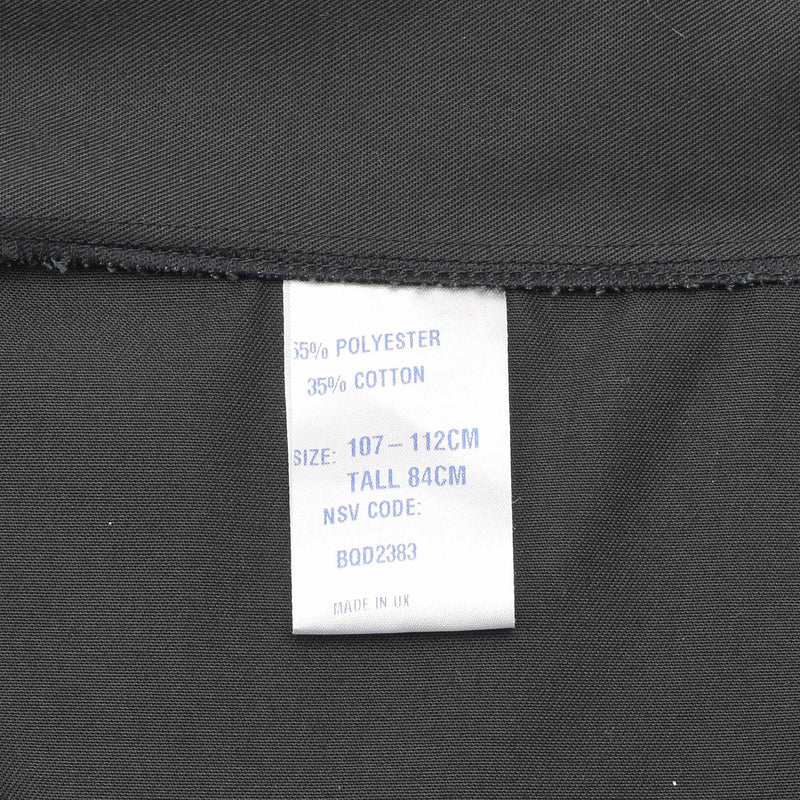 65% POLYESTER
35% COTTON
SIZE: 107 – 112CM
TALL 84CM
NSV CODE:
BQD2383
MADE IN UK